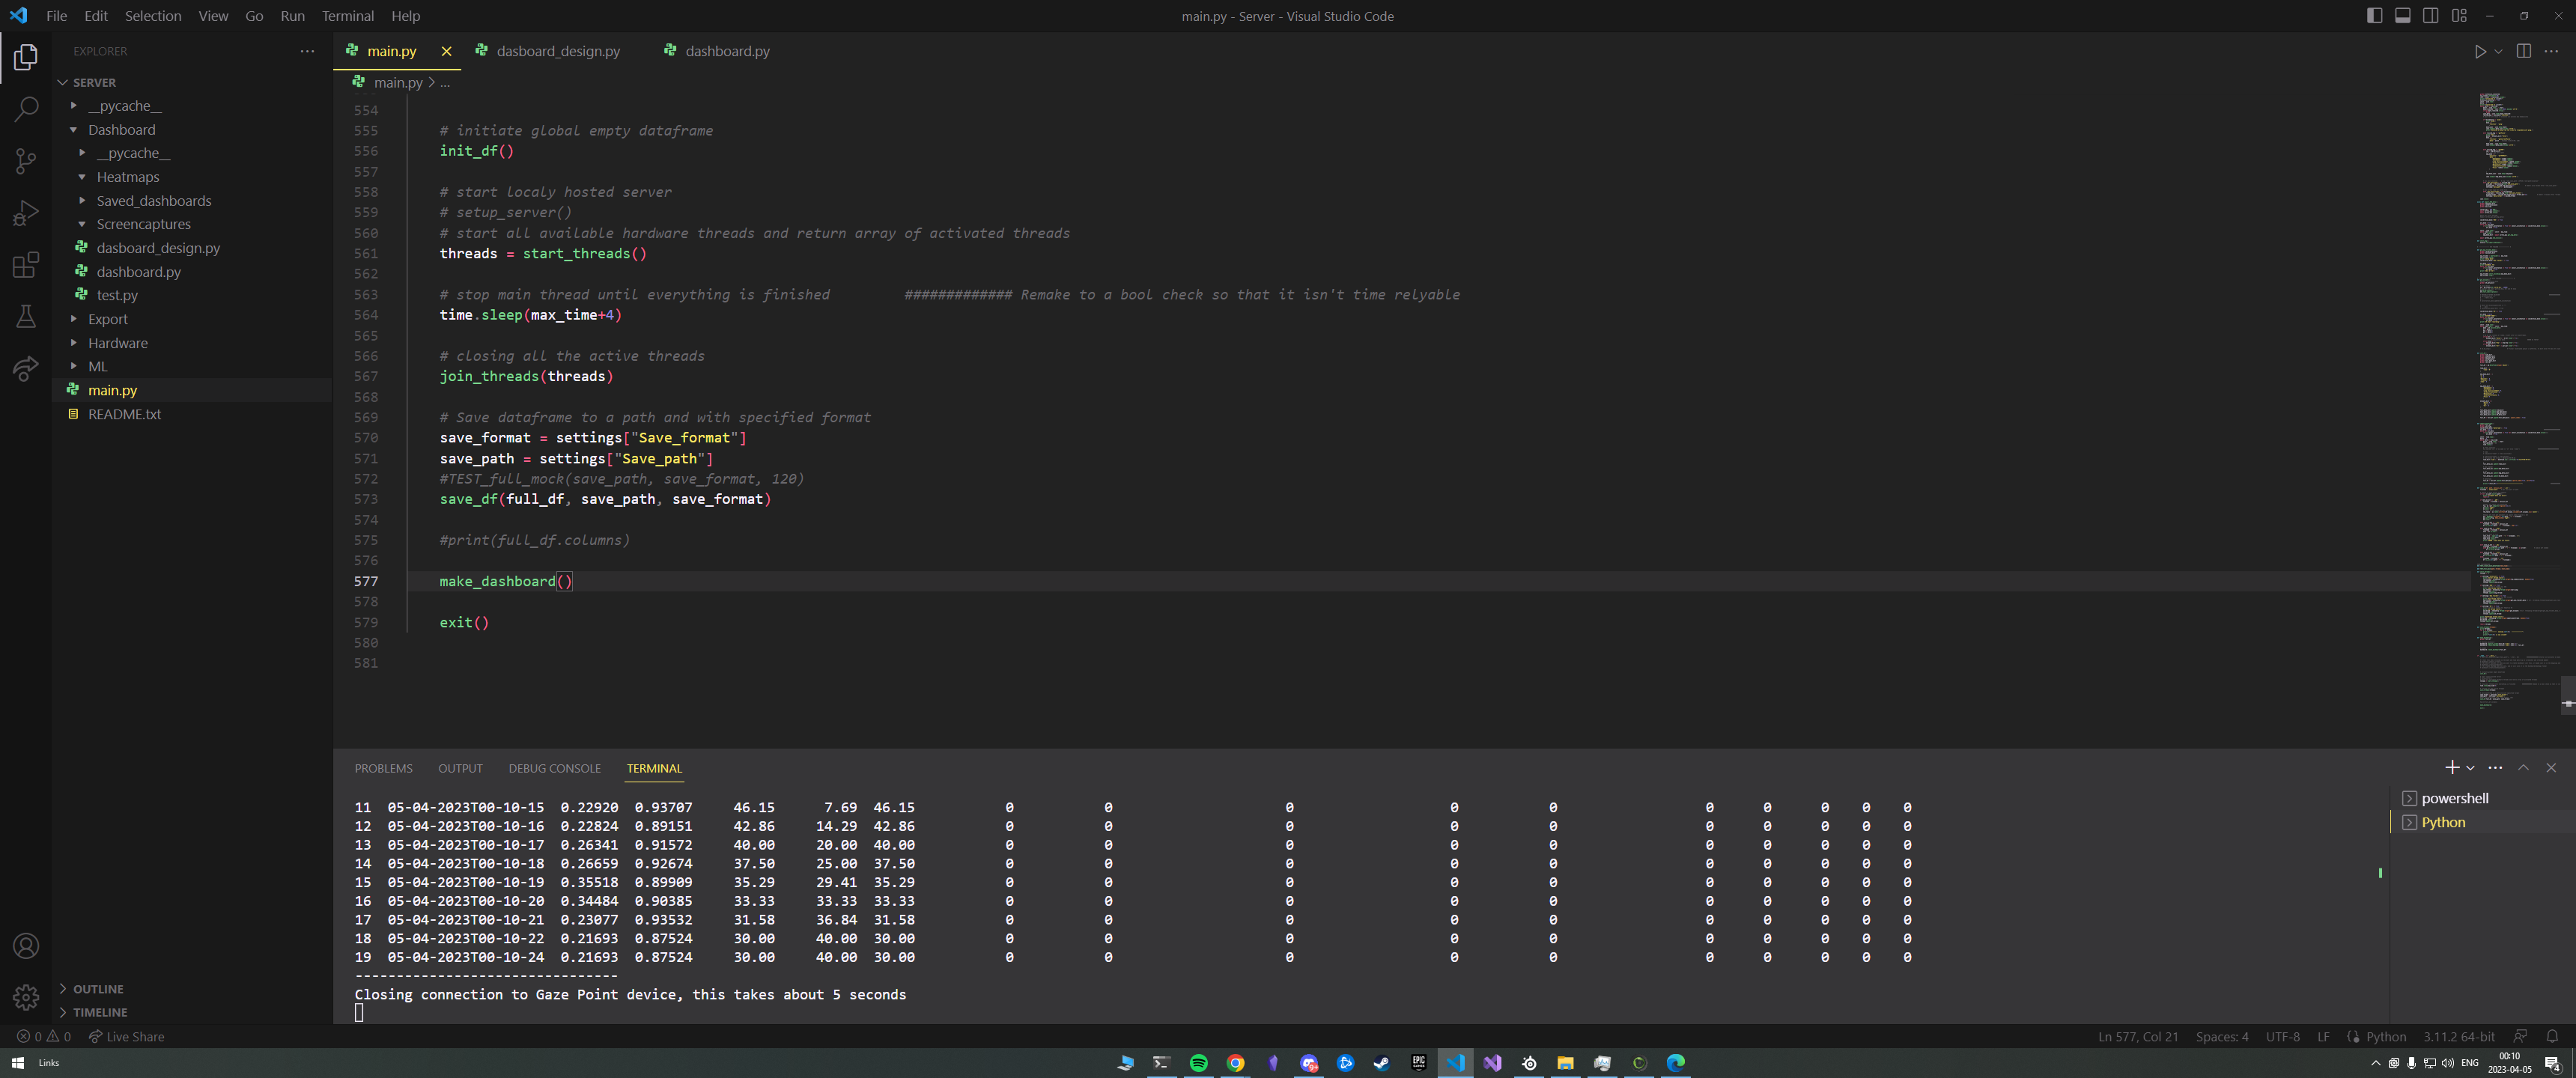 File Edit Selection View Go Run Terminal Help
main.py - Server - Visual Studio Code
EXPLORER
SERVER
__pycache__
Dashboard
__pycache__
Heatmaps
Saved_dashboards
Screencaptures
dasboard_design.py
dashboard.py
test.py
Export
Hardware
ML
main.py
README.txt
OUTLINE
TIMELINE
main.py dasboard_design.py dashboard.py
main.py > ...
554
555 # initiate global empty dataframe
556 init_df()
557
558 # start localy hosted server
559 # setup_server()
560 # start all available hardware threads and return array of activated threads
561 threads = start_threads()
562
563 # stop main thread until everything is finished ############# Remake to a bool check so that it isn't time relyable
564 time.sleep(max_time+4)
565
566 # closing all the active threads
567 join_threads(threads)
568
569 # Save dataframe to a path and with specified format
570 save_format = settings["Save_format"]
571 save_path = settings["Save_path"]
572 #TEST_full_mock(save_path, save_format, 120)
573 save_df(full_df, save_path, save_format)
574
575 #print(full_df.columns)
576
577 make_dashboard()
578
579 exit()
580
581
PROBLEMS OUTPUT DEBUG CONSOLE TERMINAL
11 05-04-2023T00-10-15 0.22920 0.93707 46.15 7.69 46.15 0 0 0 0 0 0 0 0 0 0
12 05-04-2023T00-10-16 0.22824 0.89151 42.86 14.29 42.86 0 0 0 0 0 0 0 0 0 0
13 05-04-2023T00-10-17 0.26341 0.91572 40.00 20.00 40.00 0 0 0 0 0 0 0 0 0 0
14 05-04-2023T00-10-18 0.26659 0.92674 37.50 25.00 37.50 0 0 0 0 0 0 0 0 0 0
15 05-04-2023T00-10-19 0.35518 0.89909 35.29 29.41 35.29 0 0 0 0 0 0 0 0 0 0
16 05-04-2023T00-10-20 0.34484 0.90385 33.33 33.33 33.33 0 0 0 0 0 0 0 0 0 0
17 05-04-2023T00-10-21 0.23077 0.93532 31.58 36.84 31.58 0 0 0 0 0 0 0 0 0 0
18 05-04-2023T00-10-22 0.21693 0.87524 30.00 40.00 30.00 0 0 0 0 0 0 0 0 0 0
19 05-04-2023T00-10-24 0.21693 0.87524 30.00 40.00 30.00 0 0 0 0 0 0 0 0 0 0
--------------------------------
Closing connection to Gaze Point device, this takes about 5 seconds
powershell
Python
0 0 Live Share
Ln 577, Col 21 Spaces: 4 UTF-8 LF Python 3.11.2 64-bit
Links
EPIC GAMES
ENG
00:10
2023-04-05
4